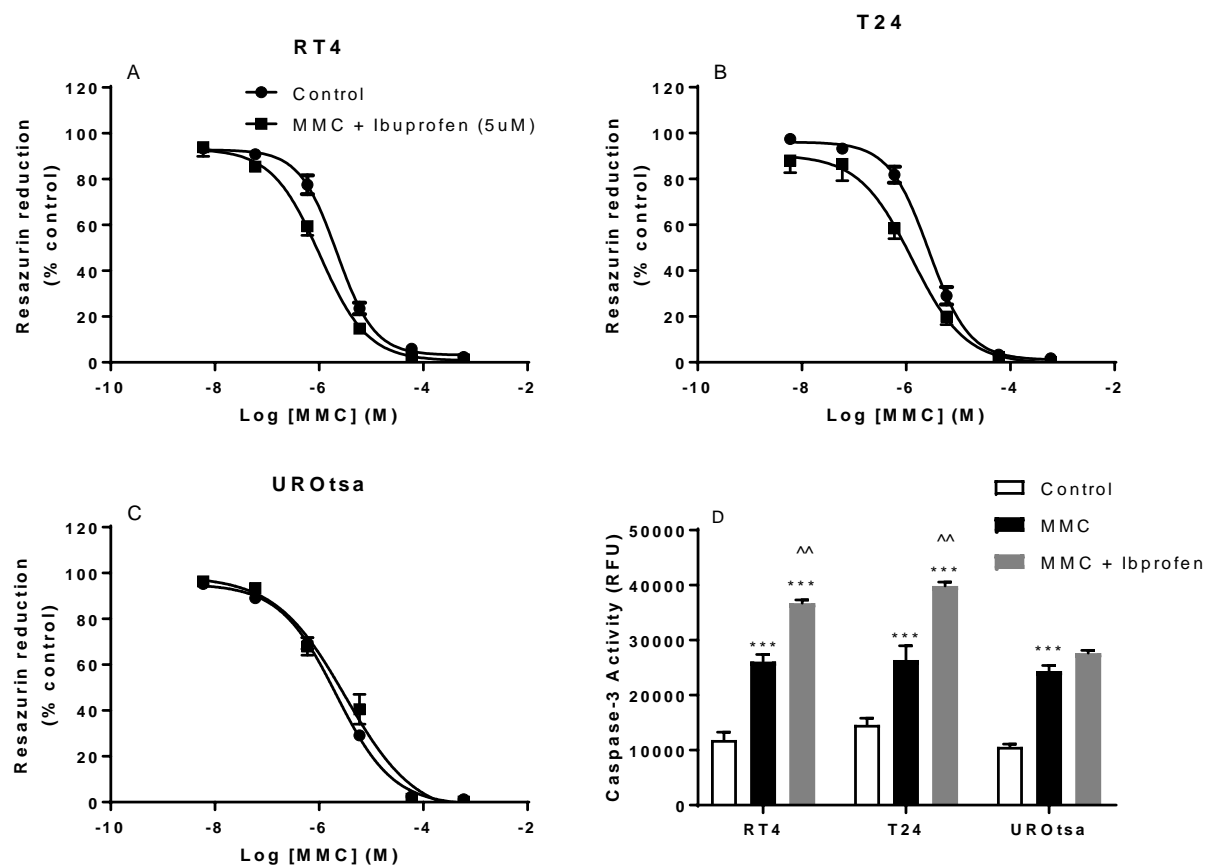 RT4
A
Control
MMC + Ibuprofen (5uM)
Resazurin reduction
(% control)
120
100
80
60
40
20
0
-10
-8
-6
-4
-2
Log [MMC] (M)
T24
B
Resazurin reduction
(% control)
120
100
80
60
40
20
0
-10
-8
-6
-4
-2
Log [MMC] (M)
UROtsa
C
Resazurin reduction
(% control)
120
100
80
60
40
20
0
-10
-8
-6
-4
-2
Log [MMC] (M)
Control
MMC
MMC + Ibprofen
D
Caspase-3 Activity (RFU)
50000
40000
30000
20000
10000
0
^^
^^
***
***
***
***
***
RT4
T24
UROtsa